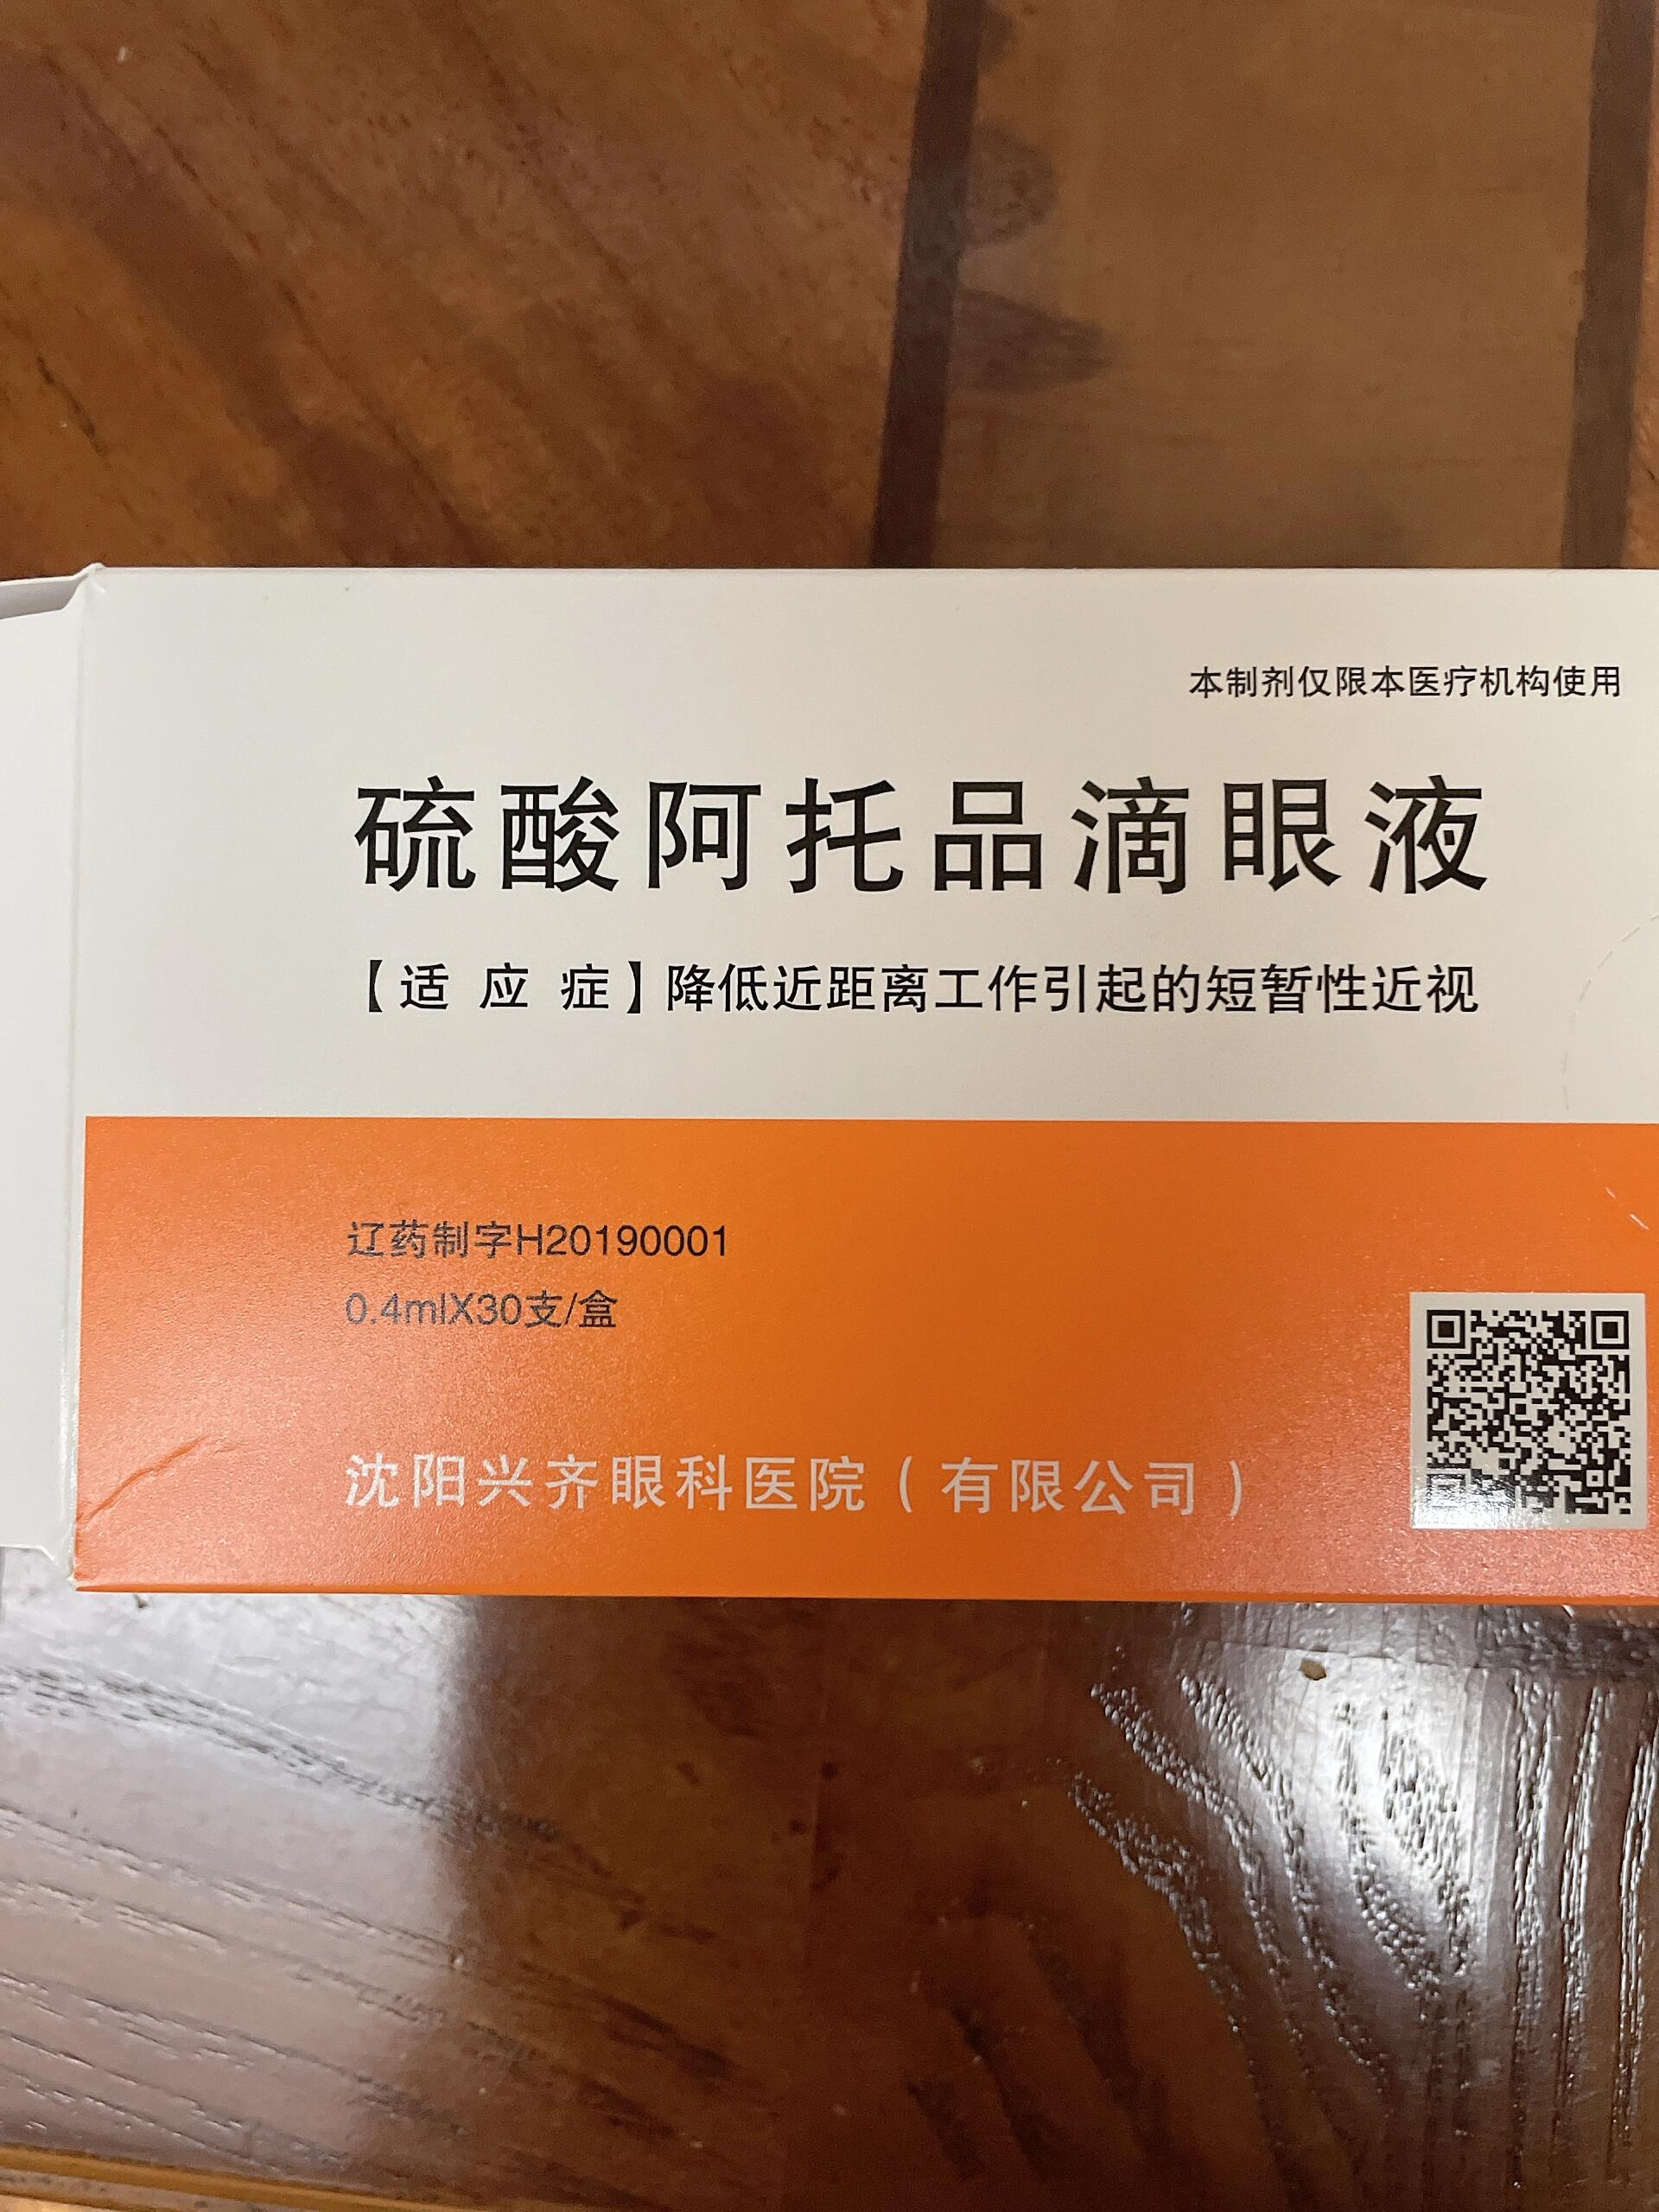 本制剂仅限本医疗机构使用
硫酸阿托品滴眼液
【适应症】降低近距离工作引起的短暂性近视
辽药制字H20190001
0.4mlX30支/盒
沈阳兴齐眼科医院（有限公司）